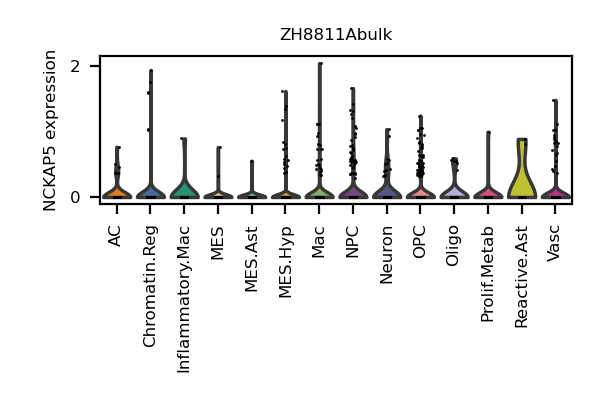 ZH8811Abulk
NCKAP5 expression
2
0
AC
Chromatin.Reg
Inflammatory.Mac
MES
MES.Ast
MES.Hyp
Mac
NPC
Neuron
OPC
Oligo
Prolif.Metab
Reactive.Ast
Vasc